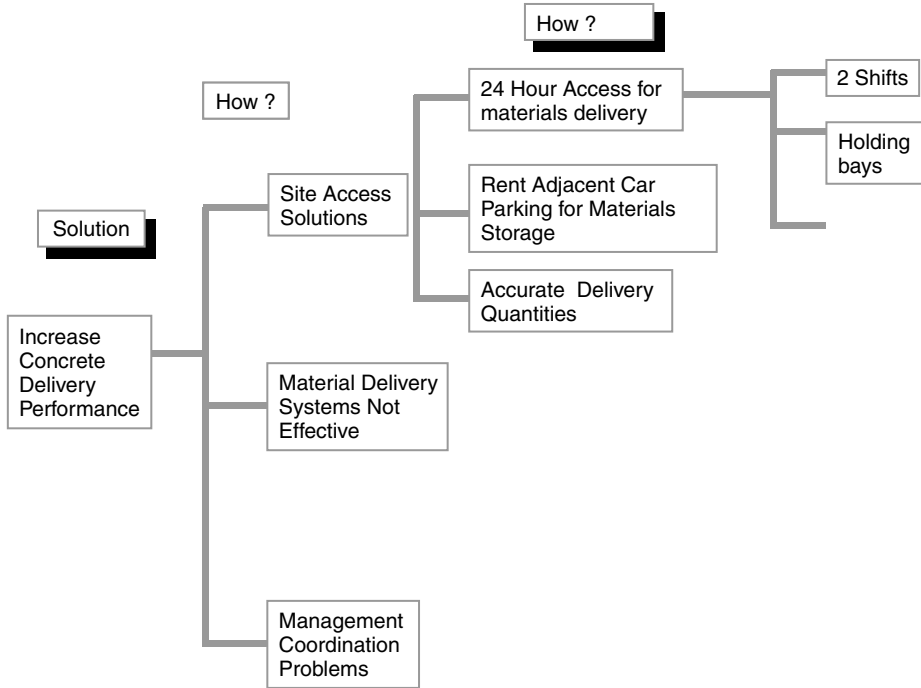 How ?
How ?
24 Hour Access for
materials delivery
2 Shifts
Holding
bays
Site Access
Solutions
Rent Adjacent Car
Parking for Materials
Storage
Solution
Accurate Delivery
Quantities
Increase
Concrete
Delivery
Performance
Material Delivery
Systems Not
Effective
Management
Coordination
Problems